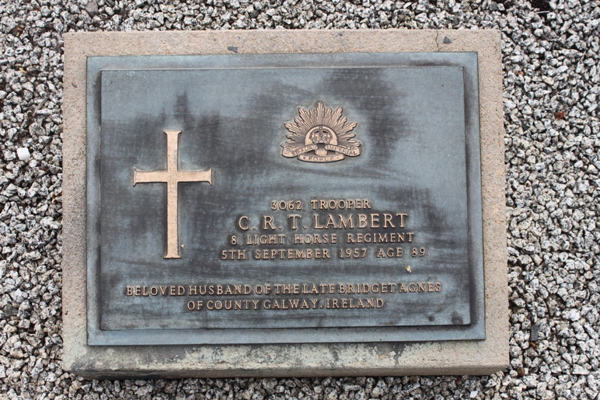 3062 TROOPER
C. R. T. LAMBERT
8 LIGHT HORSE REGIMENT
5TH SEPTEMBER 1957 AGE 89
BELOVED HUSBAND OF THE LATE BRIDGET AGNES
OF COUNTY GALWAY, IRELAND